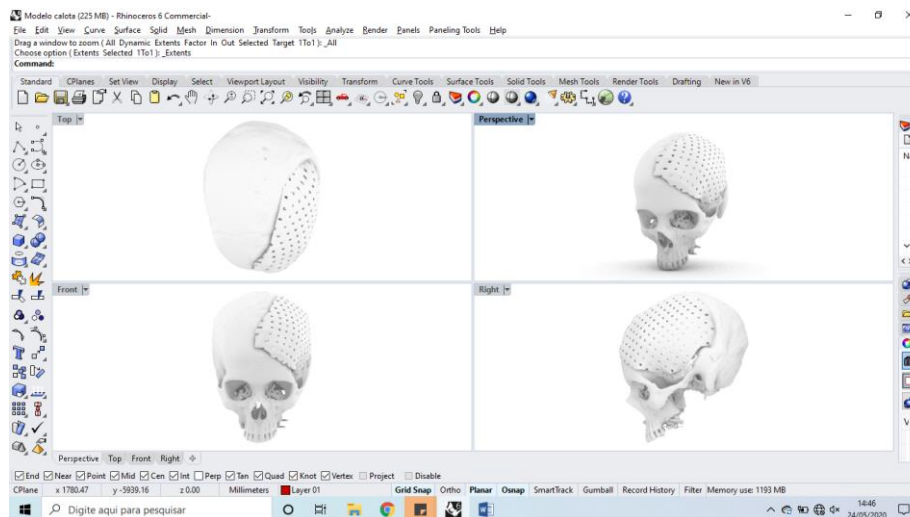 Modelo calota (225 MB) - Rhinoceros 6 Commercial-
File Edit View Curve Surface Solid Mesh Dimension Transform Tools Analyze Render Panels Paneling Tools Help
Drag a window to zoom ( All Dynamic Extents Factor In Out Selected Target 1To1 ): _All
Choose option ( Extents Selected 1To1 ): _Extents
Command:
Standard CPlanes Set View Display Select Viewport Layout Visibility Transform Curve Tools Surface Tools Solid Tools Mesh Tools Render Tools Drafting New in V6
Top
Perspective
Front
Right
Perspective Top Front Right
End Near Point Mid Cen Int Perp Tan Quad Knot Vertex Project Disable
CPlane x 1780.47 y -5939.16 z 0.00 Millimeters Layer 01 Grid Snap Ortho Planar Osnap SmartTrack Gumball Record History Filter Memory use: 1193 MB
Digite aqui para pesquisar
14:46
24/05/2020